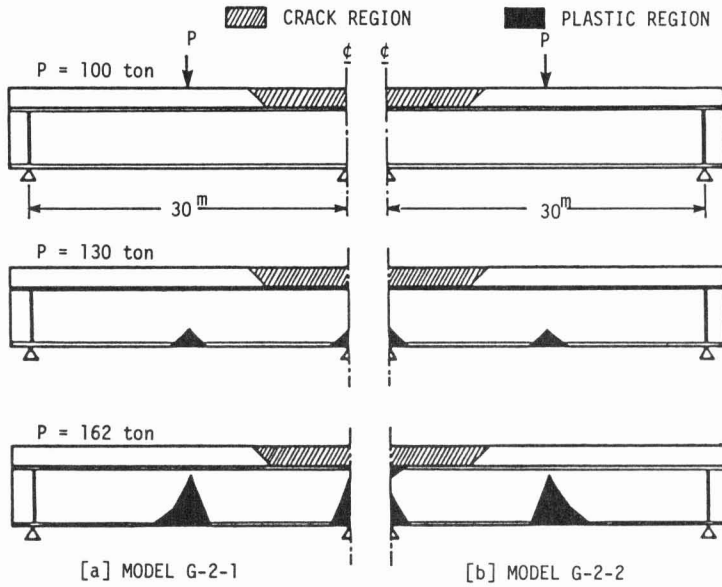 CRACK REGION
PLASTIC REGION
P
¢
¢
P
P = 100 ton
30 m
30 m
P = 130 ton
P = 162 ton
[a] MODEL G-2-1
[b] MODEL G-2-2